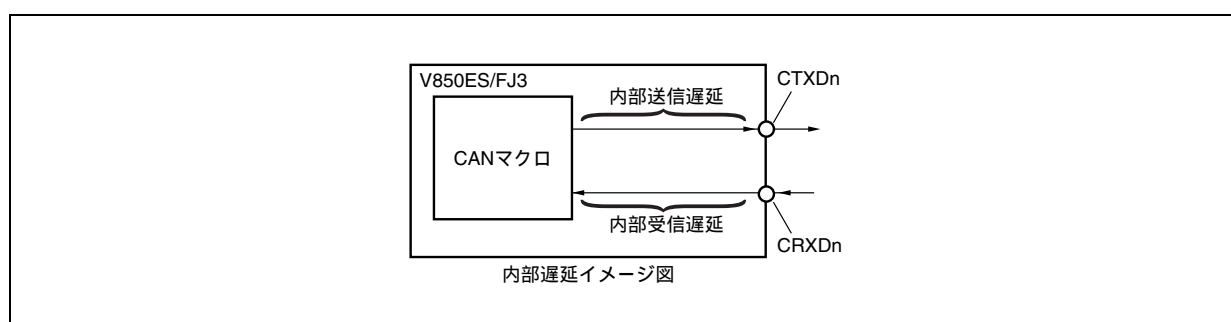 V850ES/FJ3
CTXDn
内部送信遅延
CANマクロ
内部受信遅延
CRXDn
内部遅延イメージ図